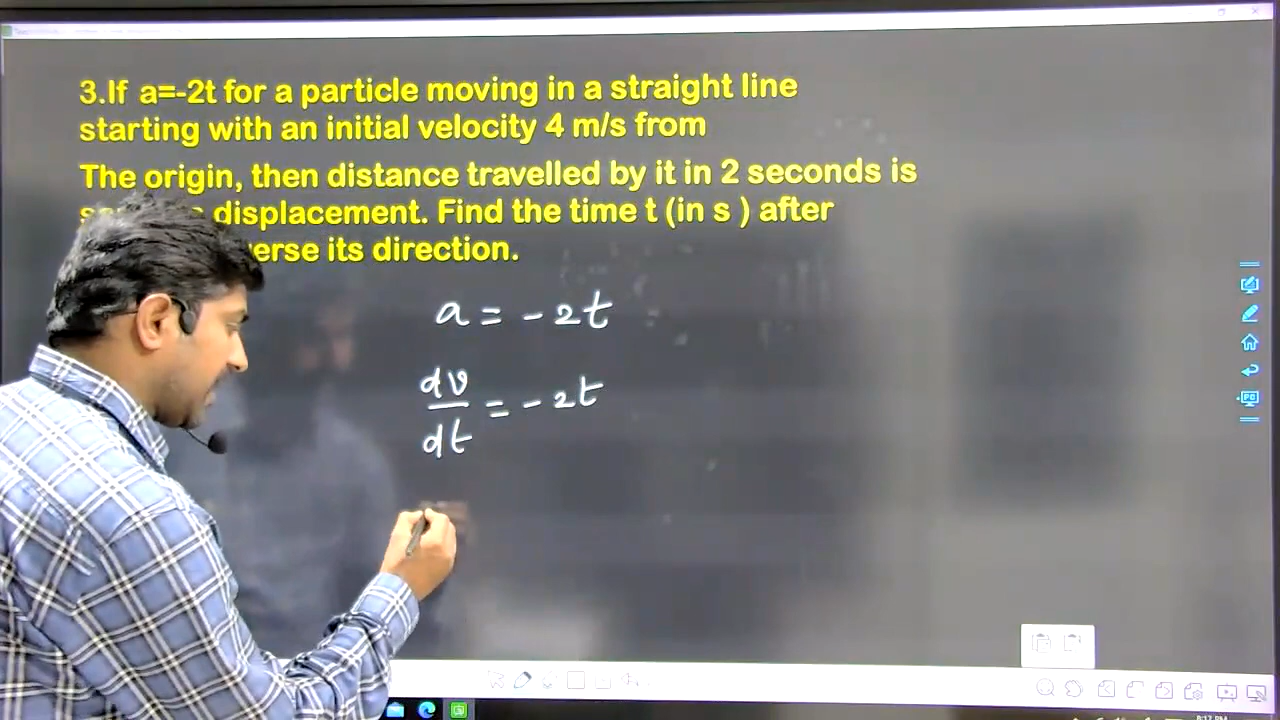 3.If a=-2t for a particle moving in a straight line
starting with an initial velocity 4 m/s from
The origin, then distance travelled by it in 2 seconds is
displacement. Find the time t (in s ) after
erse its direction.
a = -2t
dv/dt = -2t